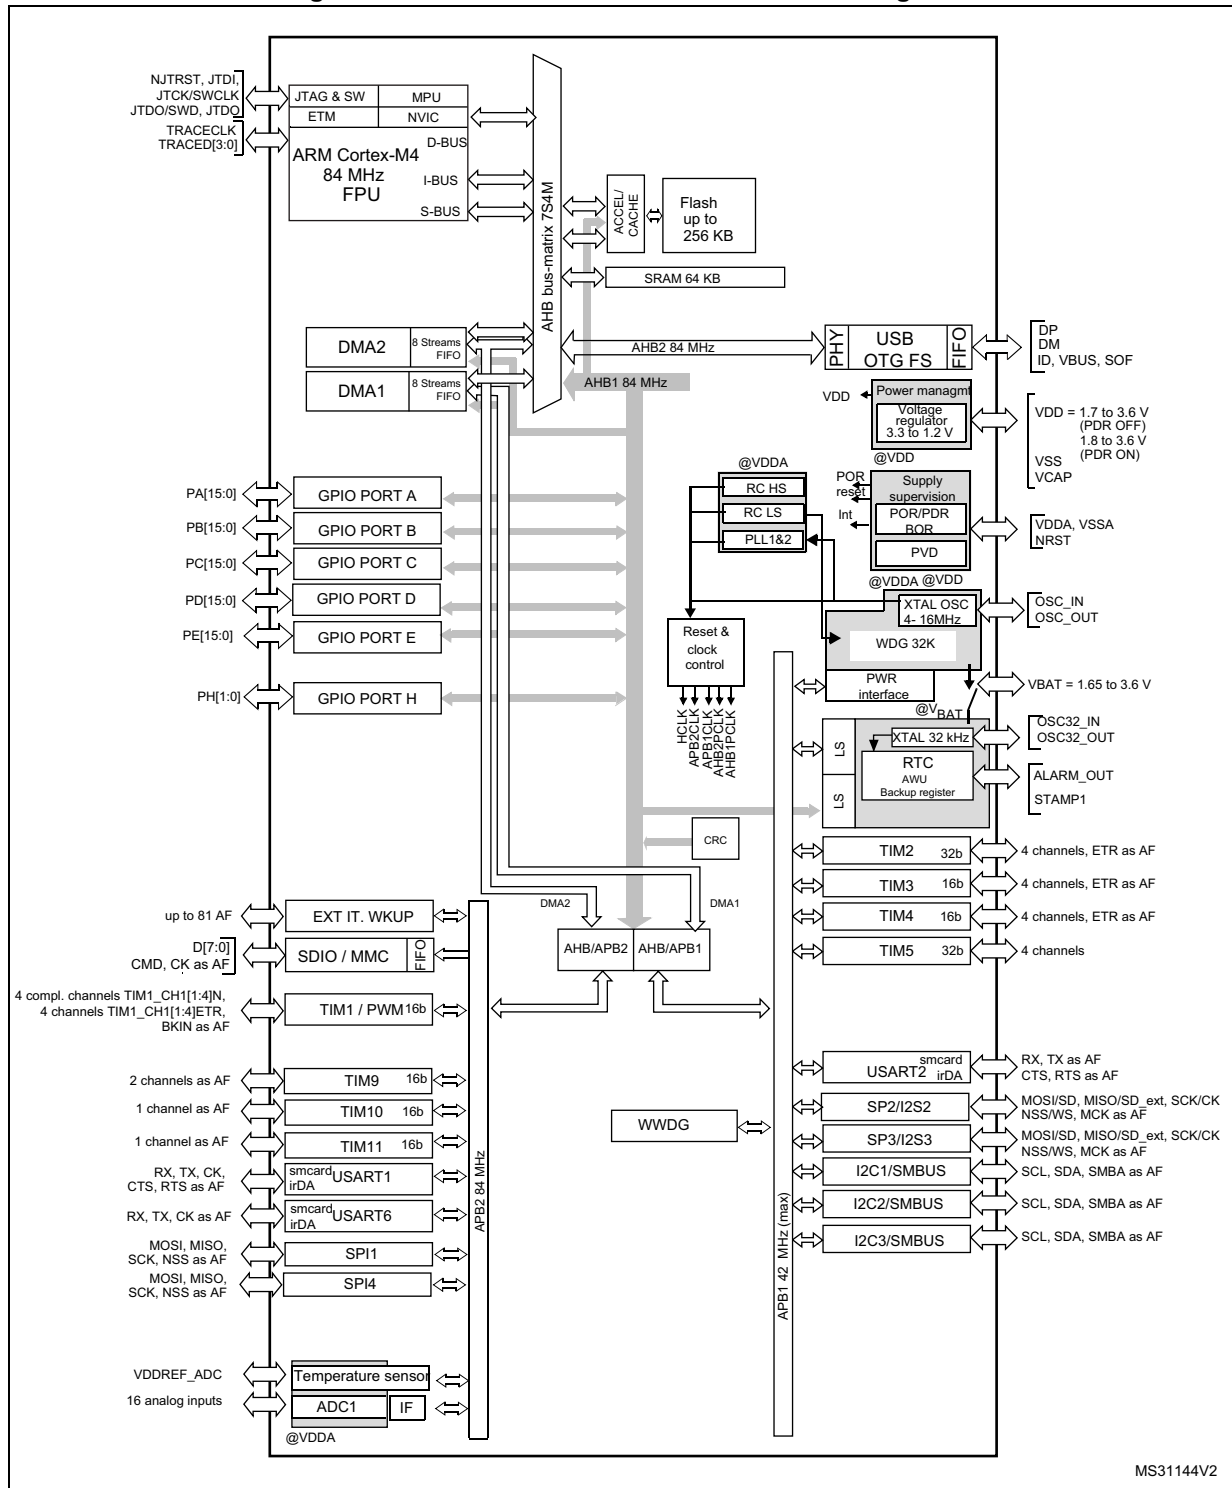 NJTRST, JTDI,
JTCK/SWCLK
JTDO/SWD, JTDO
TRACECLK
TRACED[3:0]
JTAG & SW
MPU
ETM
NVIC
ARM Cortex-M4
84 MHz
FPU
D-BUS
I-BUS
S-BUS
AHB bus-matrix 7S4M
ACCEL/
CACHE
Flash
up to
256 KB
SRAM 64 KB
DMA2
8 Streams
FIFO
DMA1
8 Streams
FIFO
AHB2 84 MHz
AHB1 84 MHz
PHY
USB
OTG FS
FIFO
DP
DM
ID, VBUS, SOF
VDD
Power managmt
Voltage
regulator
3.3 to 1.2 V
@VDD
VDD = 1.7 to 3.6 V
(PDR OFF)
1.8 to 3.6 V
(PDR ON)
VSS
VCAP
@VDDA
RC HS
RC LS
PLL1&2
POR
reset
Int
Supply
supervision
POR/PDR
BOR
PVD
VDDA, VSSA
NRST
@VDDA @VDD
XTAL OSC
4- 16MHz
OSC_IN
OSC_OUT
WDG 32K
PWR
interface
VBAT = 1.65 to 3.6 V
@VBAT
Reset &
clock
control
HCLK
APB2CLK
APB1CLK
AHB2PCLK
AHB1PCLK
LS
LS
XTAL 32 kHz
RTC
AWU
Backup register
OSC32_IN
OSC32_OUT
ALARM_OUT
STAMP1
PA[15:0]
GPIO PORT A
PB[15:0]
GPIO PORT B
PC[15:0]
GPIO PORT C
PD[15:0]
GPIO PORT D
PE[15:0]
GPIO PORT E
PH[1:0]
GPIO PORT H
CRC
TIM2 32b
4 channels, ETR as AF
TIM3 16b
4 channels, ETR as AF
TIM4 16b
4 channels, ETR as AF
TIM5 32b
4 channels
DMA2
DMA1
AHB/APB2
AHB/APB1
up to 81 AF
EXT IT. WKUP
D[7:0]
CMD, CK as AF
SDIO / MMC
FIFO
4 compl. channels TIM1_CH1[1:4]N,
4 channels TIM1_CH1[1:4]ETR,
BKIN as AF
TIM1 / PWM 16b
2 channels as AF
TIM9 16b
1 channel as AF
TIM10 16b
1 channel as AF
TIM11 16b
RX, TX, CK,
CTS, RTS as AF
smcard
irDA
USART1
RX, TX, CK as AF
smcard
irDA
USART6
MOSI, MISO,
SCK, NSS as AF
SPI1
MOSI, MISO,
SCK, NSS as AF
SPI4
APB2 84 MHz
VDDREF_ADC
Temperature sensor
16 analog inputs
ADC1
IF
@VDDA
WWDG
APB1 42 MHz (max)
USART2
smcard
irDA
RX, TX as AF
CTS, RTS as AF
SP2/I2S2
MOSI/SD, MISO/SD_ext, SCK/CK
NSS/WS, MCK as AF
SP3/I2S3
MOSI/SD, MISO/SD_ext, SCK/CK
NSS/WS, MCK as AF
I2C1/SMBUS
SCL, SDA, SMBA as AF
I2C2/SMBUS
SCL, SDA, SMBA as AF
I2C3/SMBUS
SCL, SDA, SMBA as AF
MS31144V2